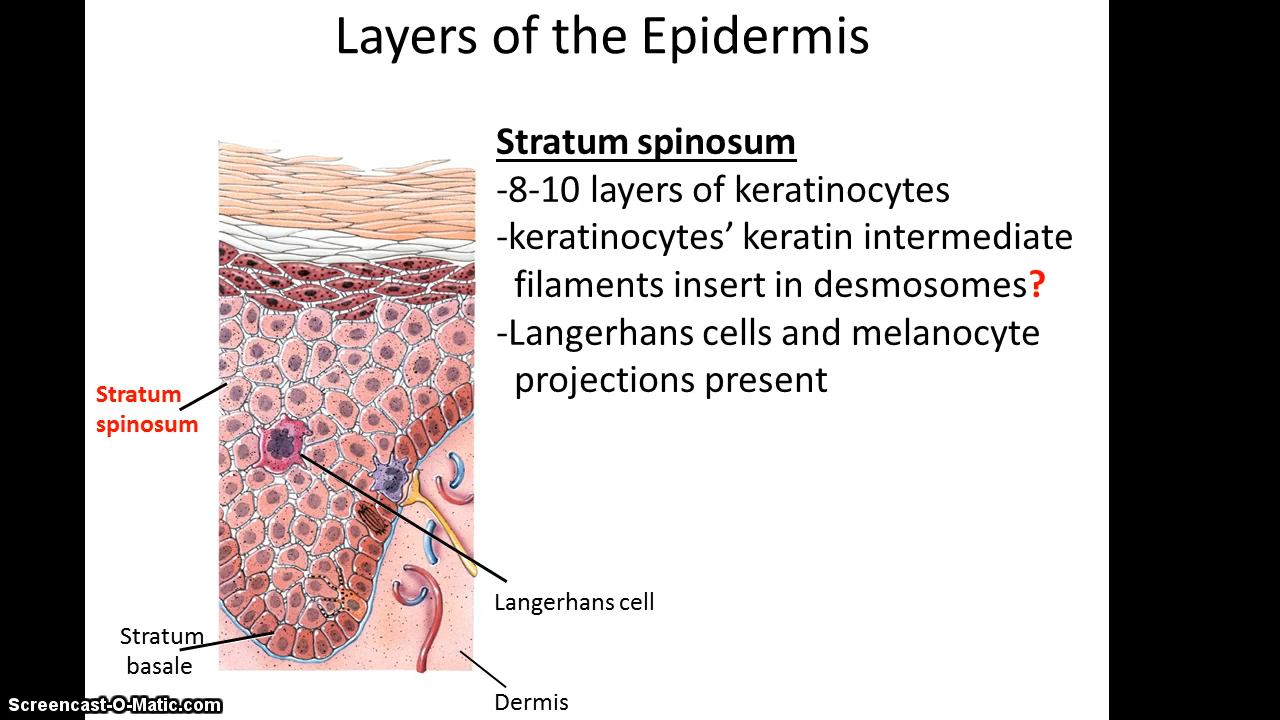 Layers of the Epidermis
Stratum spinosum
-8-10 layers of keratinocytes
-keratinocytes’ keratin intermediate
filaments insert in desmosomes?
-Langerhans cells and melanocyte
projections present
Stratum
spinosum
Langerhans cell
Stratum
basale
Dermis
Screencast-O-Matic.com